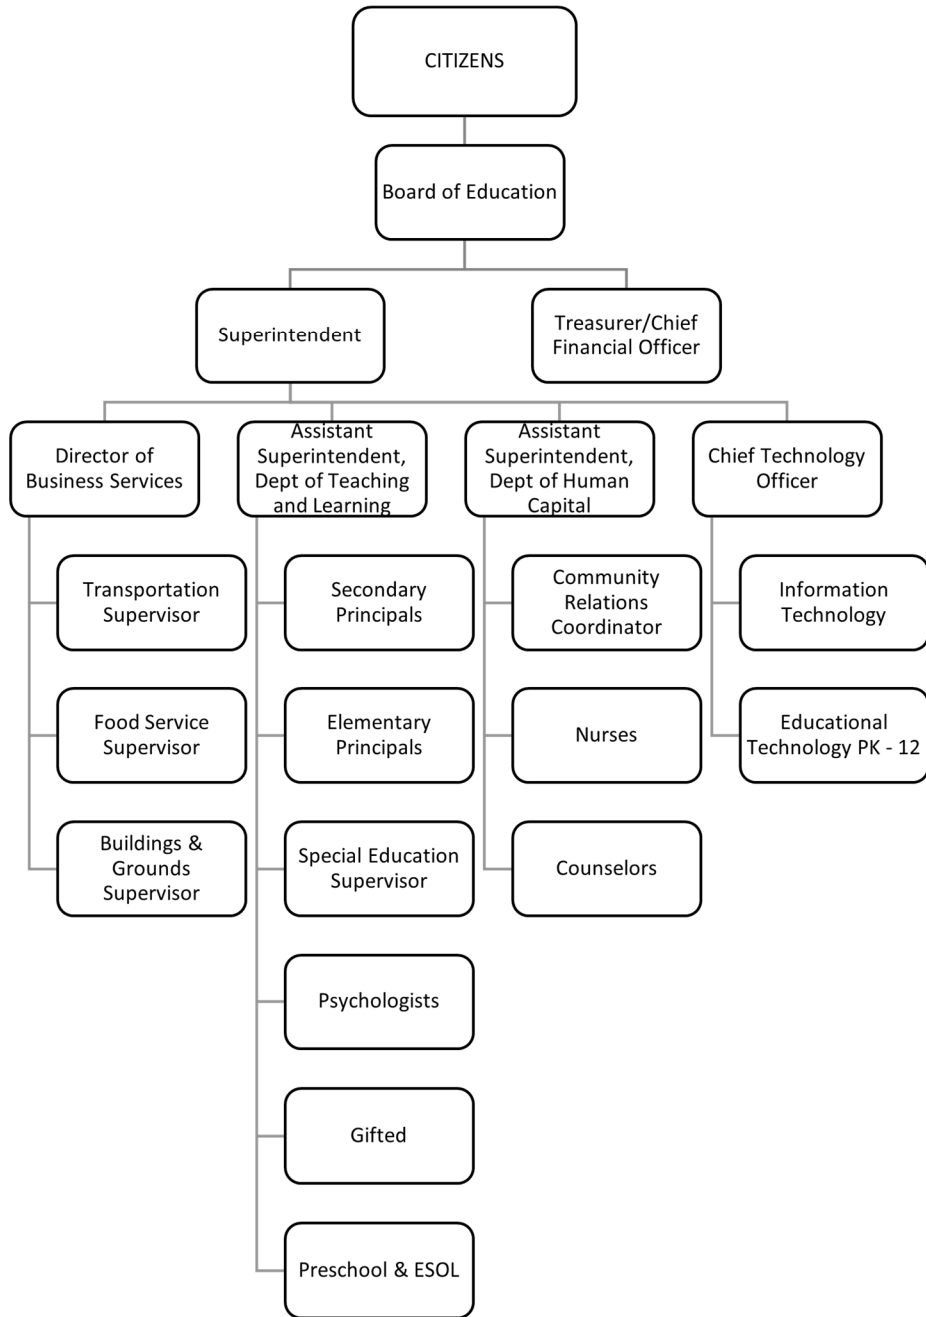 CITIZENS
Board of Education
Superintendent
Treasurer/Chief
Financial Officer
Director of
Business Services
Assistant
Superintendent,
Dept of Teaching
and Learning
Assistant
Superintendent,
Dept of Human
Capital
Chief Technology
Officer
Transportation
Supervisor
Food Service
Supervisor
Buildings &
Grounds
Supervisor
Secondary
Principals
Elementary
Principals
Special Education
Supervisor
Psychologists
Gifted
Preschool & ESOL
Community
Relations
Coordinator
Nurses
Counselors
Information
Technology
Educational
Technology PK - 12